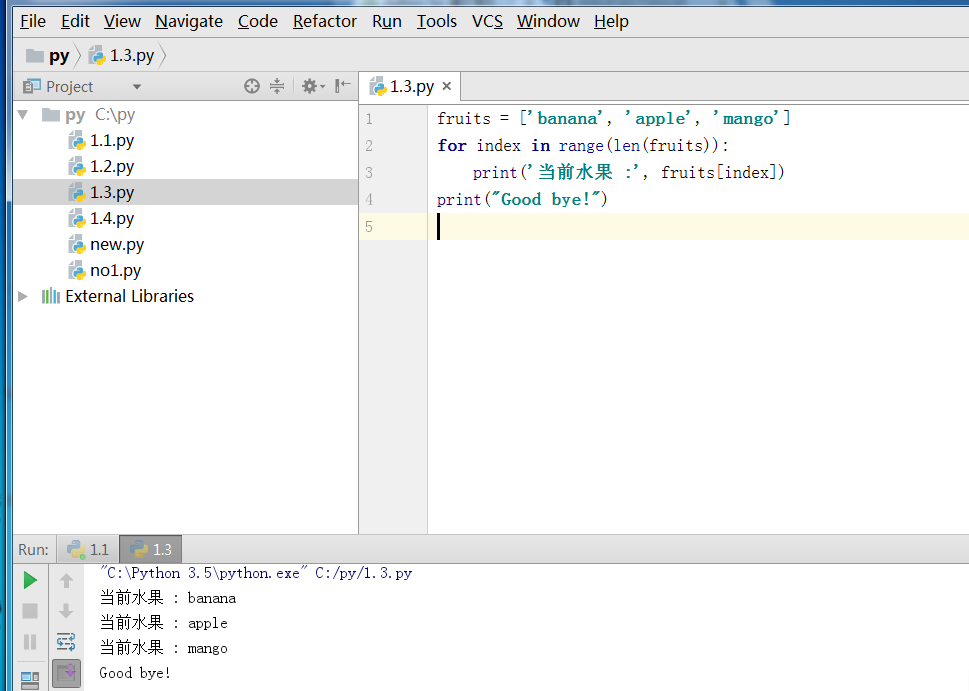 File Edit View Navigate Code Refactor Run Tools VCS Window Help
py 1.3.py
Project
1.3.py
py C:\py
1.1.py
1.2.py
1.3.py
1.4.py
new.py
no1.py
External Libraries
1 fruits = ['banana', 'apple', 'mango']
2 for index in range(len(fruits)):
3 print('当前水果 :', fruits[index])
4 print("Good bye!")
5
Run: 1.1 1.3
"C:\Python 3.5\python.exe" C:/py/1.3.py
当前水果 : banana
当前水果 : apple
当前水果 : mango
Good bye!